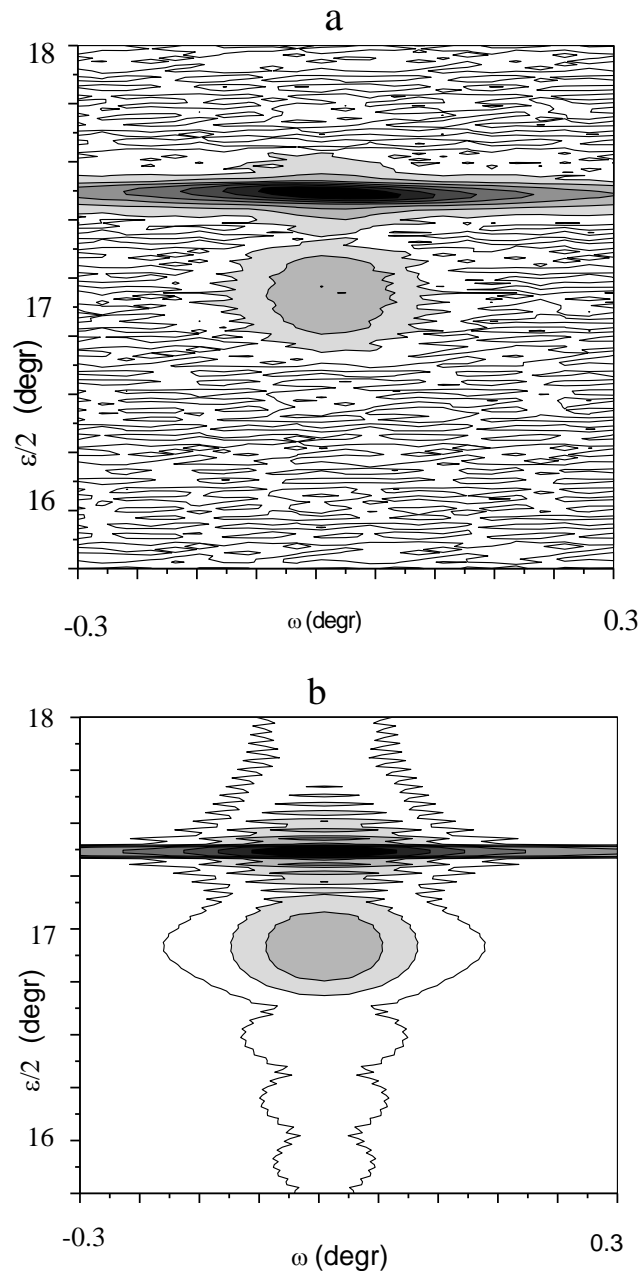 a
18
17
16
ε/2 (degr)
-0.3
ω (degr)
0.3
b
18
17
16
ε/2 (degr)
-0.3
ω (degr)
0.3